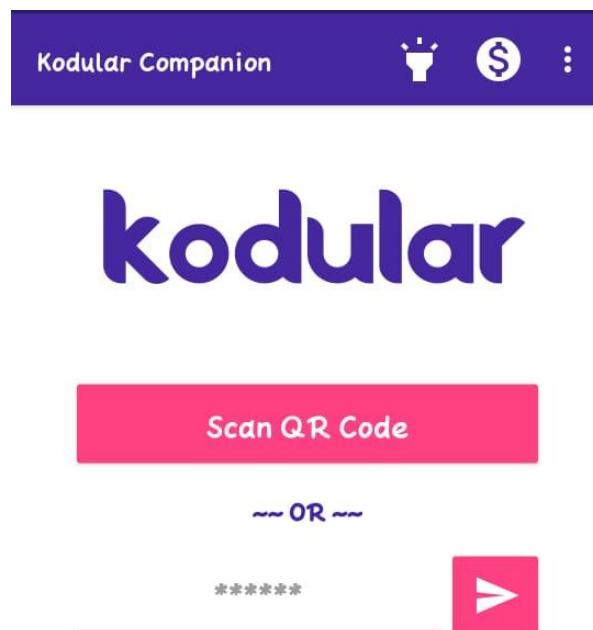 Kodular Companion
kodular
Scan QR Code
~~ OR ~~
******